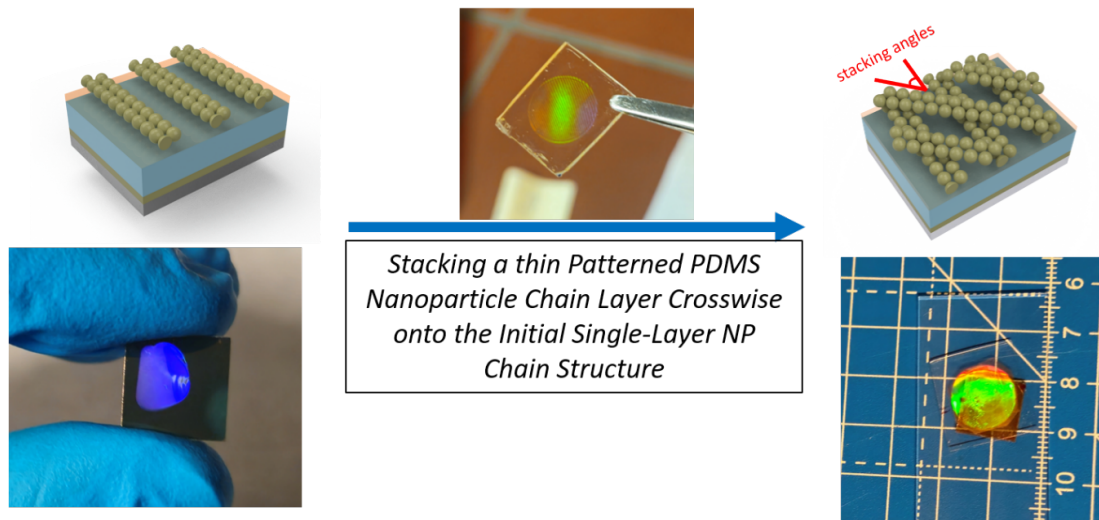 stacking angles
Stacking a thin Patterned PDMS
Nanoparticle Chain Layer Crosswise
onto the Initial Single-Layer NP
Chain Structure
6
7
8
9
10